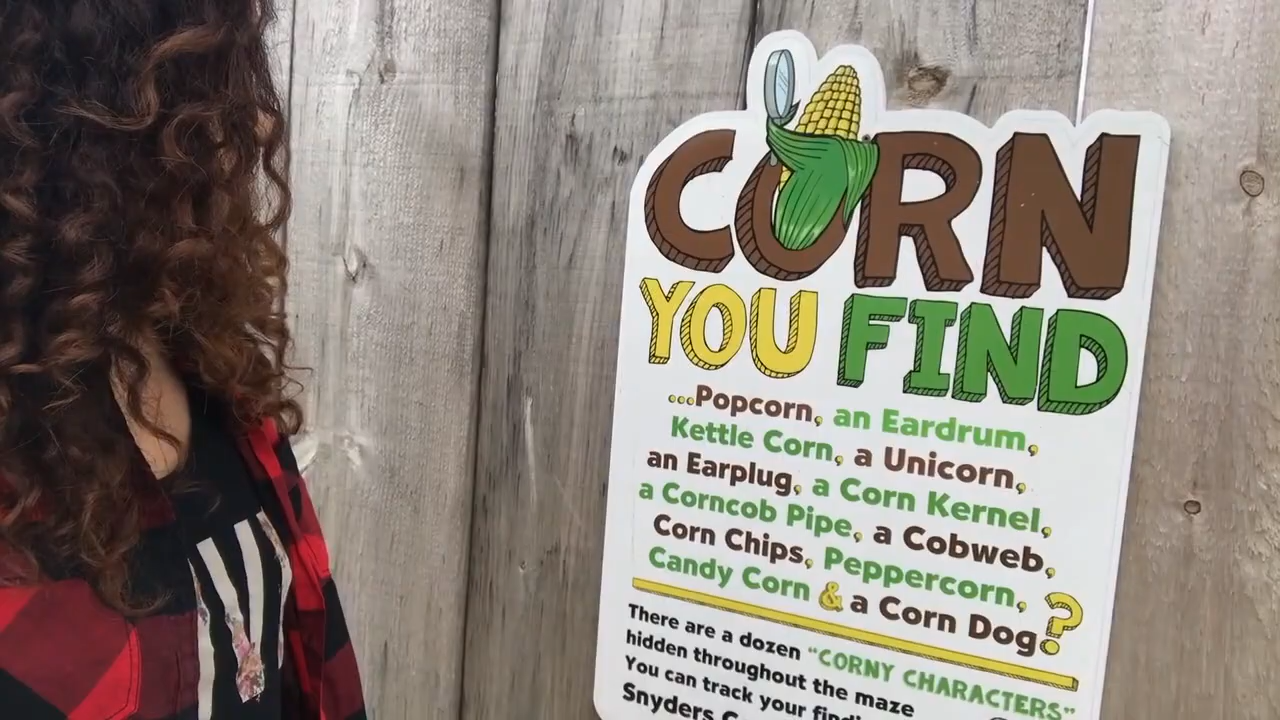 CORN
YOU FIND
...Popcorn, an Eardrum,
Kettle Corn, a Unicorn,
an Earplug, a Corn Kernel,
a Corncob Pipe, a Cobweb,
Corn Chips, Peppercorn,
Candy Corn & a Corn Dog?
There are a dozen "CORNY CHARACTERS"
hidden throughout the maze
You can track your
Snyders